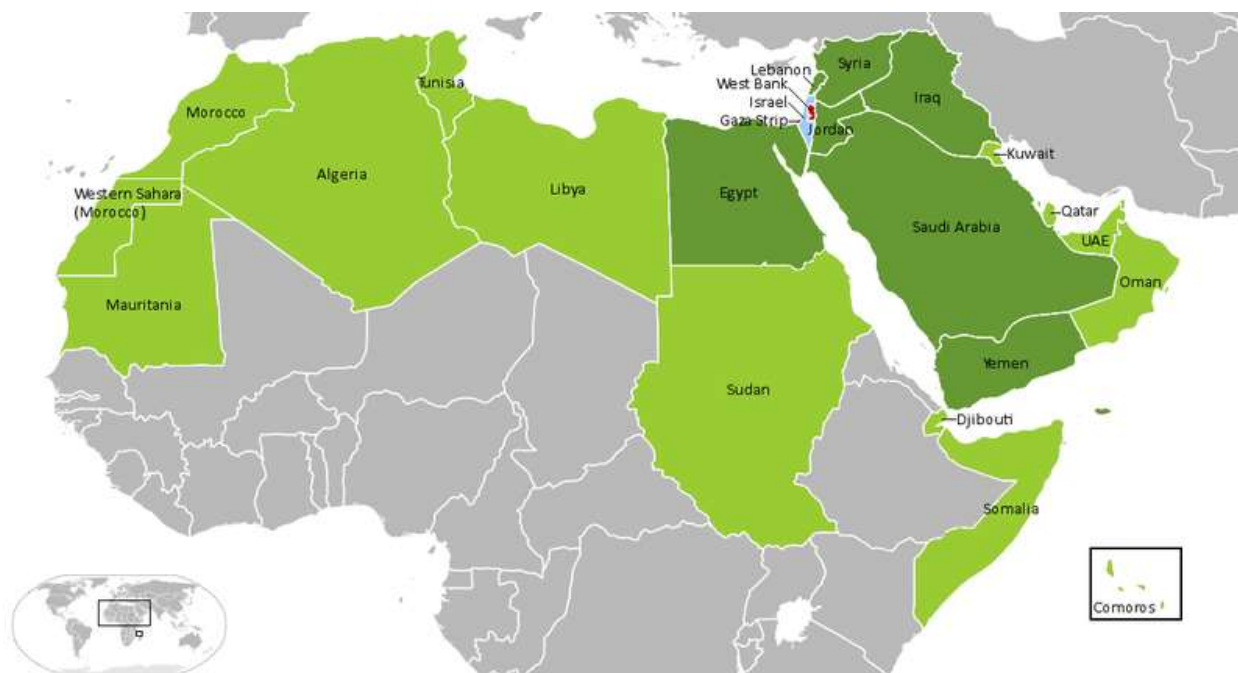 Lebanon
Syria
West Bank
Israel
Gaza Strip
Jordan
Iraq
Kuwait
Tunisia
Morocco
Algeria
Libya
Egypt
Western Sahara
(Morocco)
Mauritania
Saudi Arabia
Qatar
UAE
Oman
Yemen
Sudan
Djibouti
Somalia
Comoros